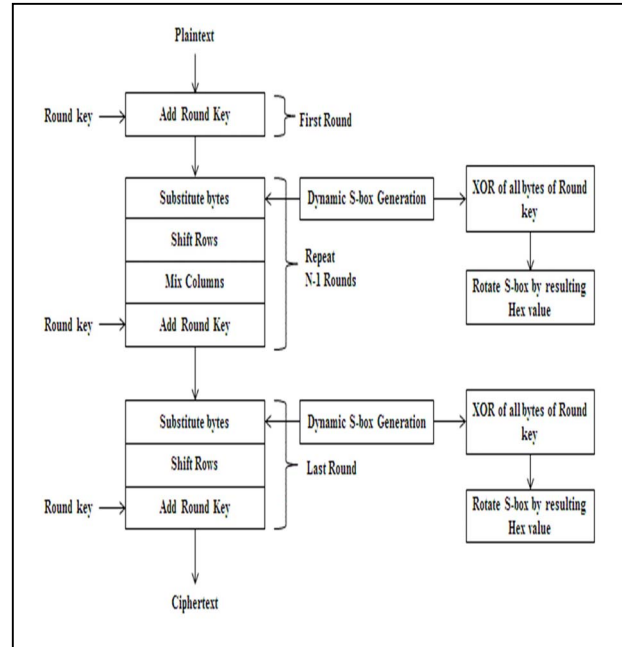 Plaintext
Round key
Add Round Key
First Round
Substitute bytes
Dynamic S-box Generation
XOR of all bytes of Round
key
Shift Rows
Repeat
N-1 Rounds
Mix Columns
Rotate S-box by resulting
Hex value
Round key
Add Round Key
Substitute bytes
Dynamic S-box Generation
XOR of all bytes of Round
key
Shift Rows
Last Round
Round key
Add Round Key
Rotate S-box by resulting
Hex value
Ciphertext